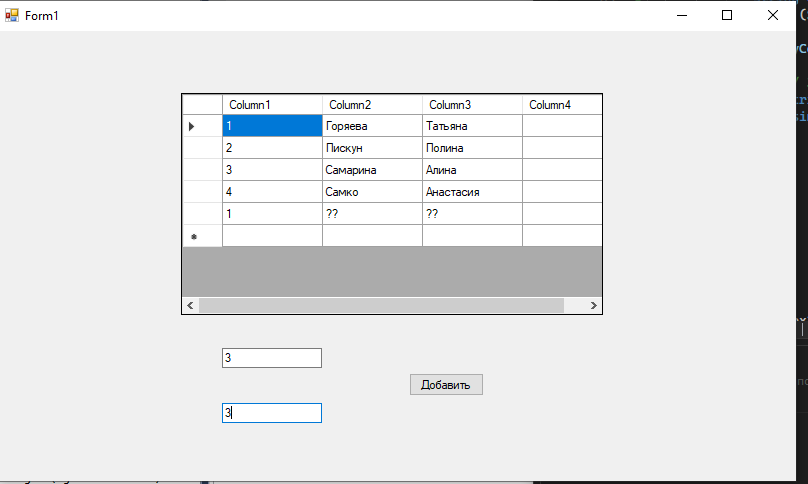 Form1
Column1 Column2 Column3 Column4
1 Горяева Татьяна
2 Пискун Полина
3 Самарина Алина
4 Самко Анастасия
1 ?? ??
3
Добавить
3